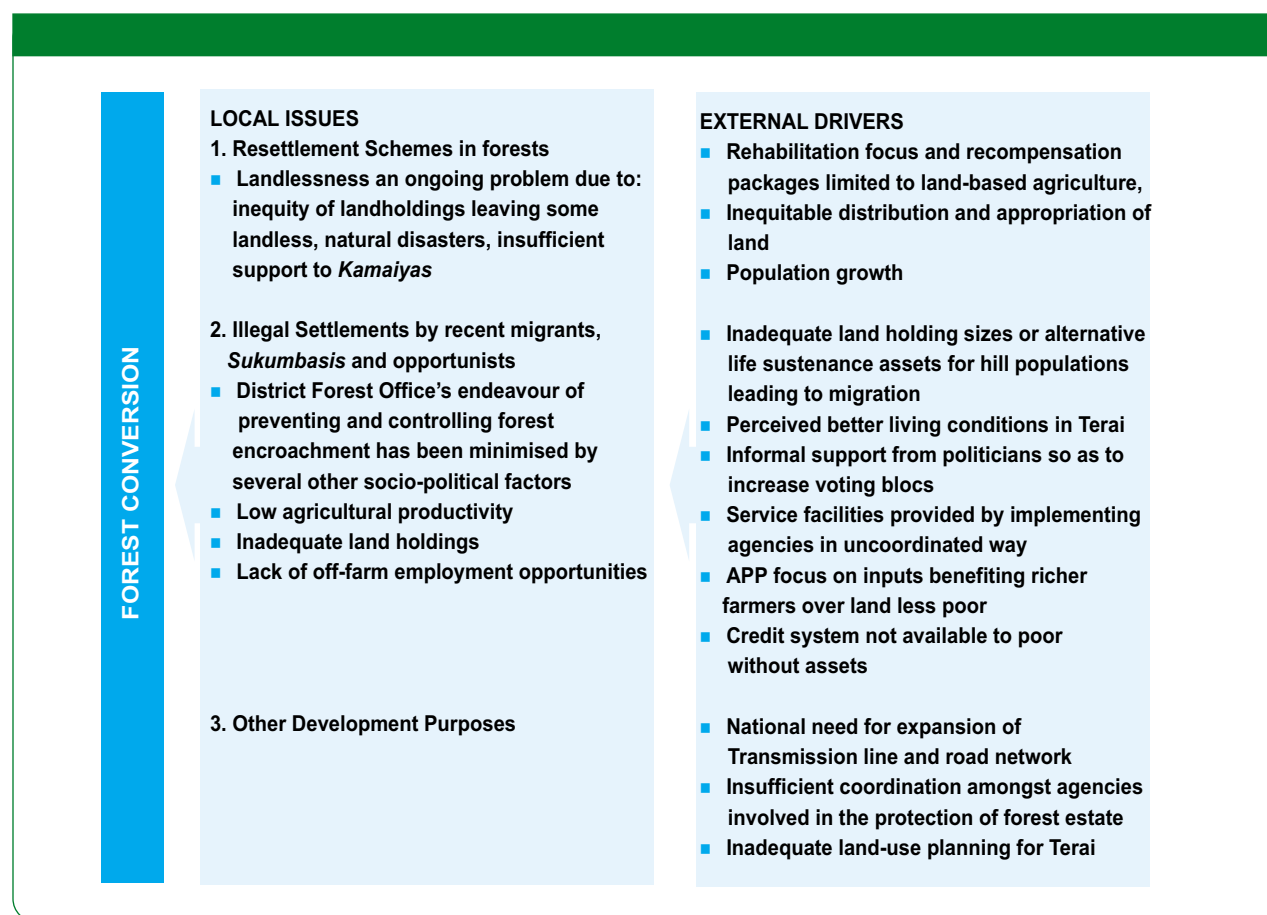 FOREST CONVERSION
LOCAL ISSUES
1. Resettlement Schemes in forests
■ Landlessness an ongoing problem due to:
inequity of landholdings leaving some
landless, natural disasters, insufficient
support to Kamaiyas
2. Illegal Settlements by recent migrants,
Sukumbasis and opportunists
■ District Forest Office's endeavour of
preventing and controlling forest
encroachment has been minimised by
several other socio-political factors
■ Low agricultural productivity
■ Inadequate land holdings
■ Lack of off-farm employment opportunities
3. Other Development Purposes
EXTERNAL DRIVERS
■ Rehabilitation focus and recompensation
packages limited to land-based agriculture,
■ Inequitable distribution and appropriation of
land
■ Population growth
■ Inadequate land holding sizes or alternative
life sustenance assets for hill populations
leading to migration
■ Perceived better living conditions in Terai
■ Informal support from politicians so as to
increase voting blocs
■ Service facilities provided by implementing
agencies in uncoordinated way
■ APP focus on inputs benefiting richer
farmers over land less poor
■ Credit system not available to poor
without assets
■ National need for expansion of
Transmission line and road network
■ Insufficient coordination amongst agencies
involved in the protection of forest estate
■ Inadequate land-use planning for Terai